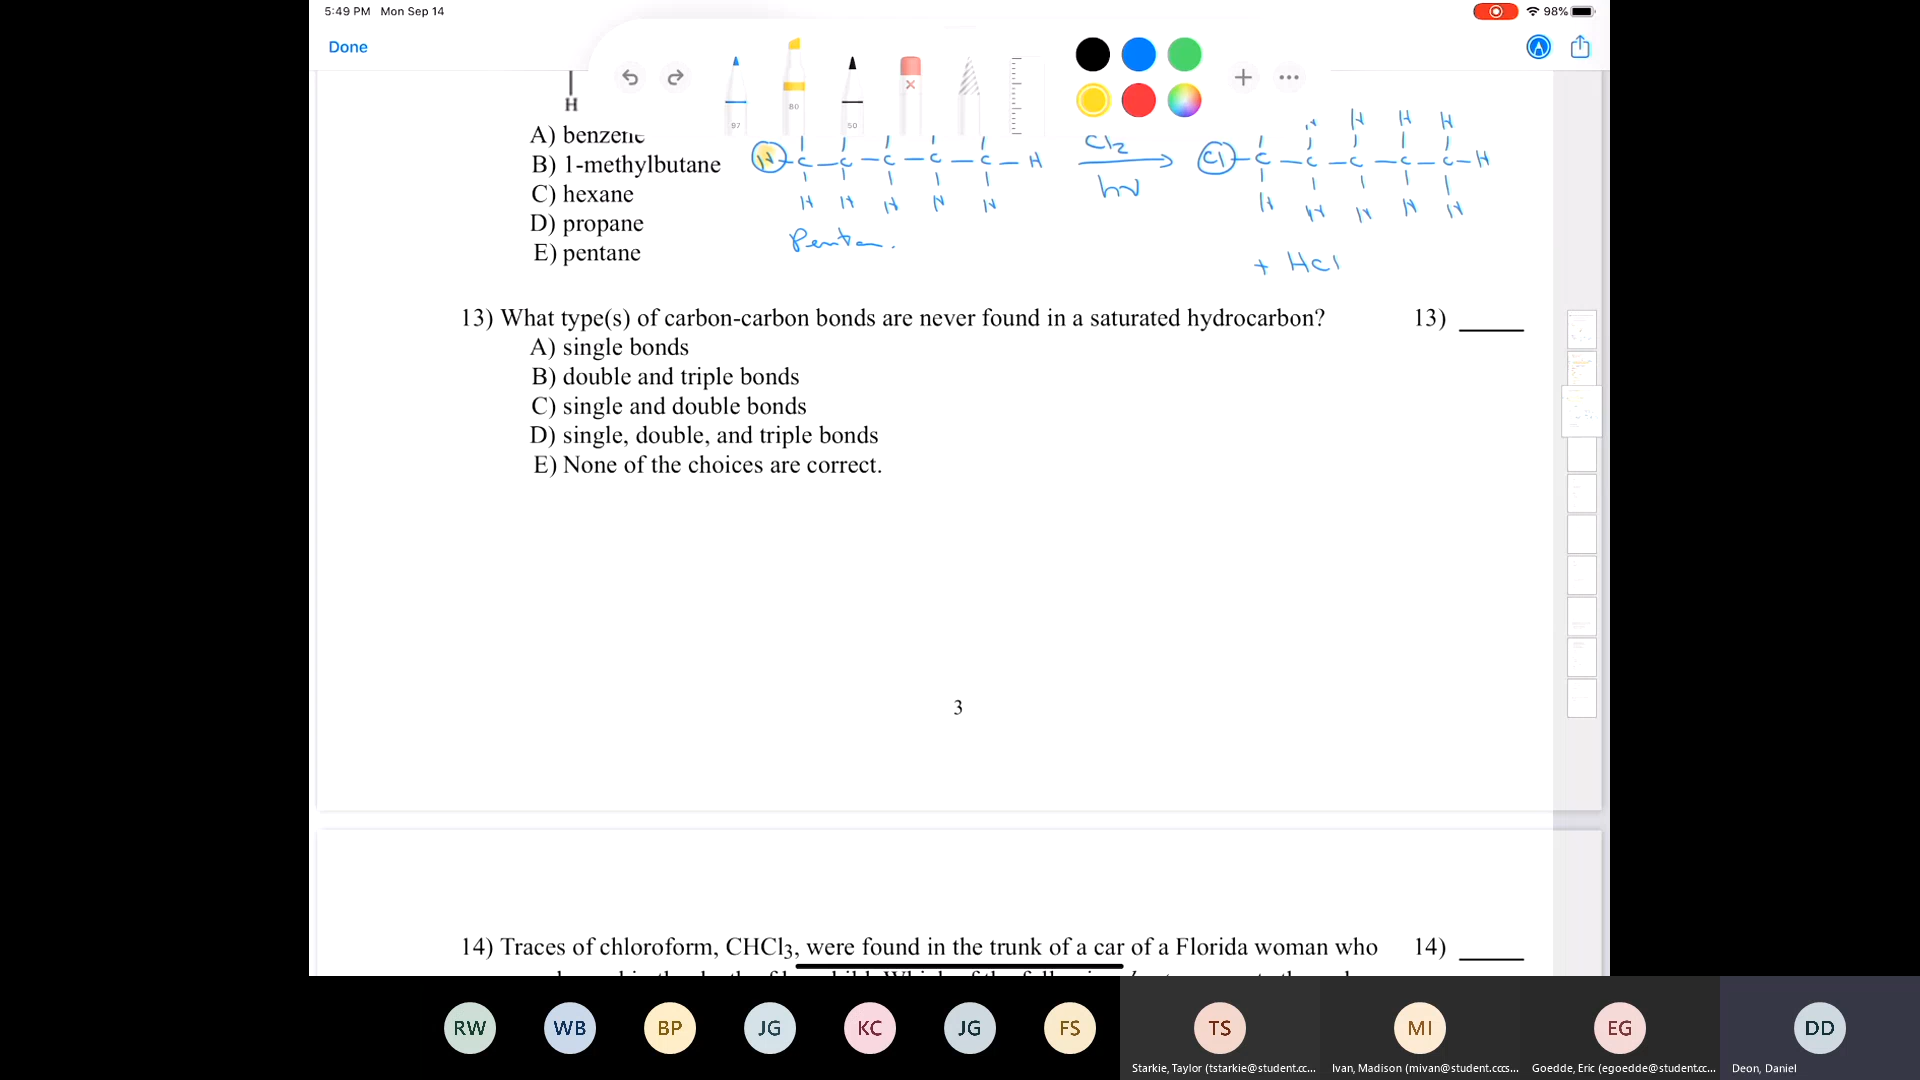 5:49 PM Mon Sep 14
98%
Done
97
80
50
H
A) benzene
B) 1-methylbutane
C) hexane
D) propane
E) pentane
H - C - C - C - C - C - H
H H H H H
Cl2
hν
H H H H
Cl - C - C - C - C - C - H
H H H H H
+ HCl
13) What type(s) of carbon-carbon bonds are never found in a saturated hydrocarbon? 13)
A) single bonds
B) double and triple bonds
C) single and double bonds
D) single, double, and triple bonds
E) None of the choices are correct.
3
14) Traces of chloroform, CHCl3, were found in the trunk of a car of a Florida woman who 14)
RW WB BP JG KC JG FS TS MI EG DD
Starkie, Taylor (tstarkie@student.cc... Ivan, Madison (mivan@student.cccs... Goedde, Eric (egoedde@student.cc... Deon, Daniel